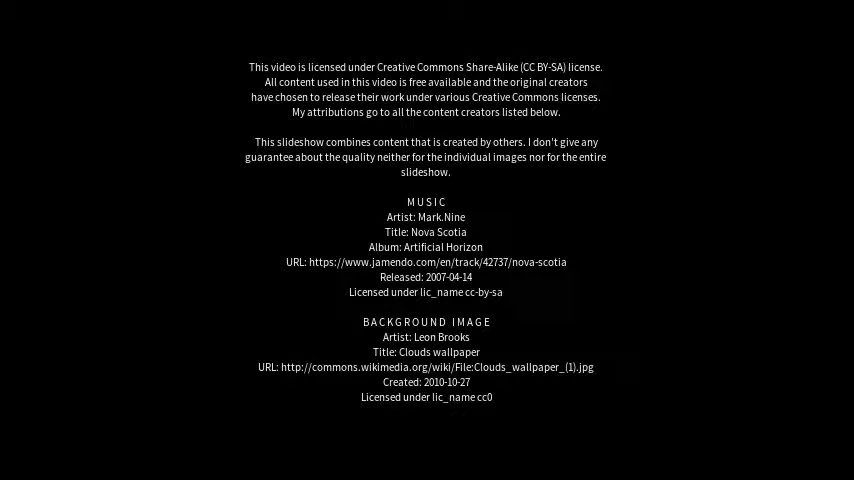 This video is licensed under Creative Commons Share-Alike (CC BY-SA) license.
All content used in this video is free available and the original creators
have chosen to release their work under various Creative Commons licenses.
My attributions go to all the content creators listed below.
This slideshow combines content that is created by others. I don't give any
guarantee about the quality neither for the individual images nor for the entire
slideshow.
MUSIC
Artist: Mark.Nine
Title: Nova Scotia
Album: Artificial Horizon
URL: https://www.jamendo.com/en/track/42737/nova-scotia
Released: 2007-04-14
Licensed under lic_name cc-by-sa
BACKGROUND IMAGE
Artist: Leon Brooks
Title: Clouds wallpaper
URL: http://commons.wikimedia.org/wiki/File:Clouds_wallpaper_(1).jpg
Created: 2010-10-27
Licensed under lic_name cc0